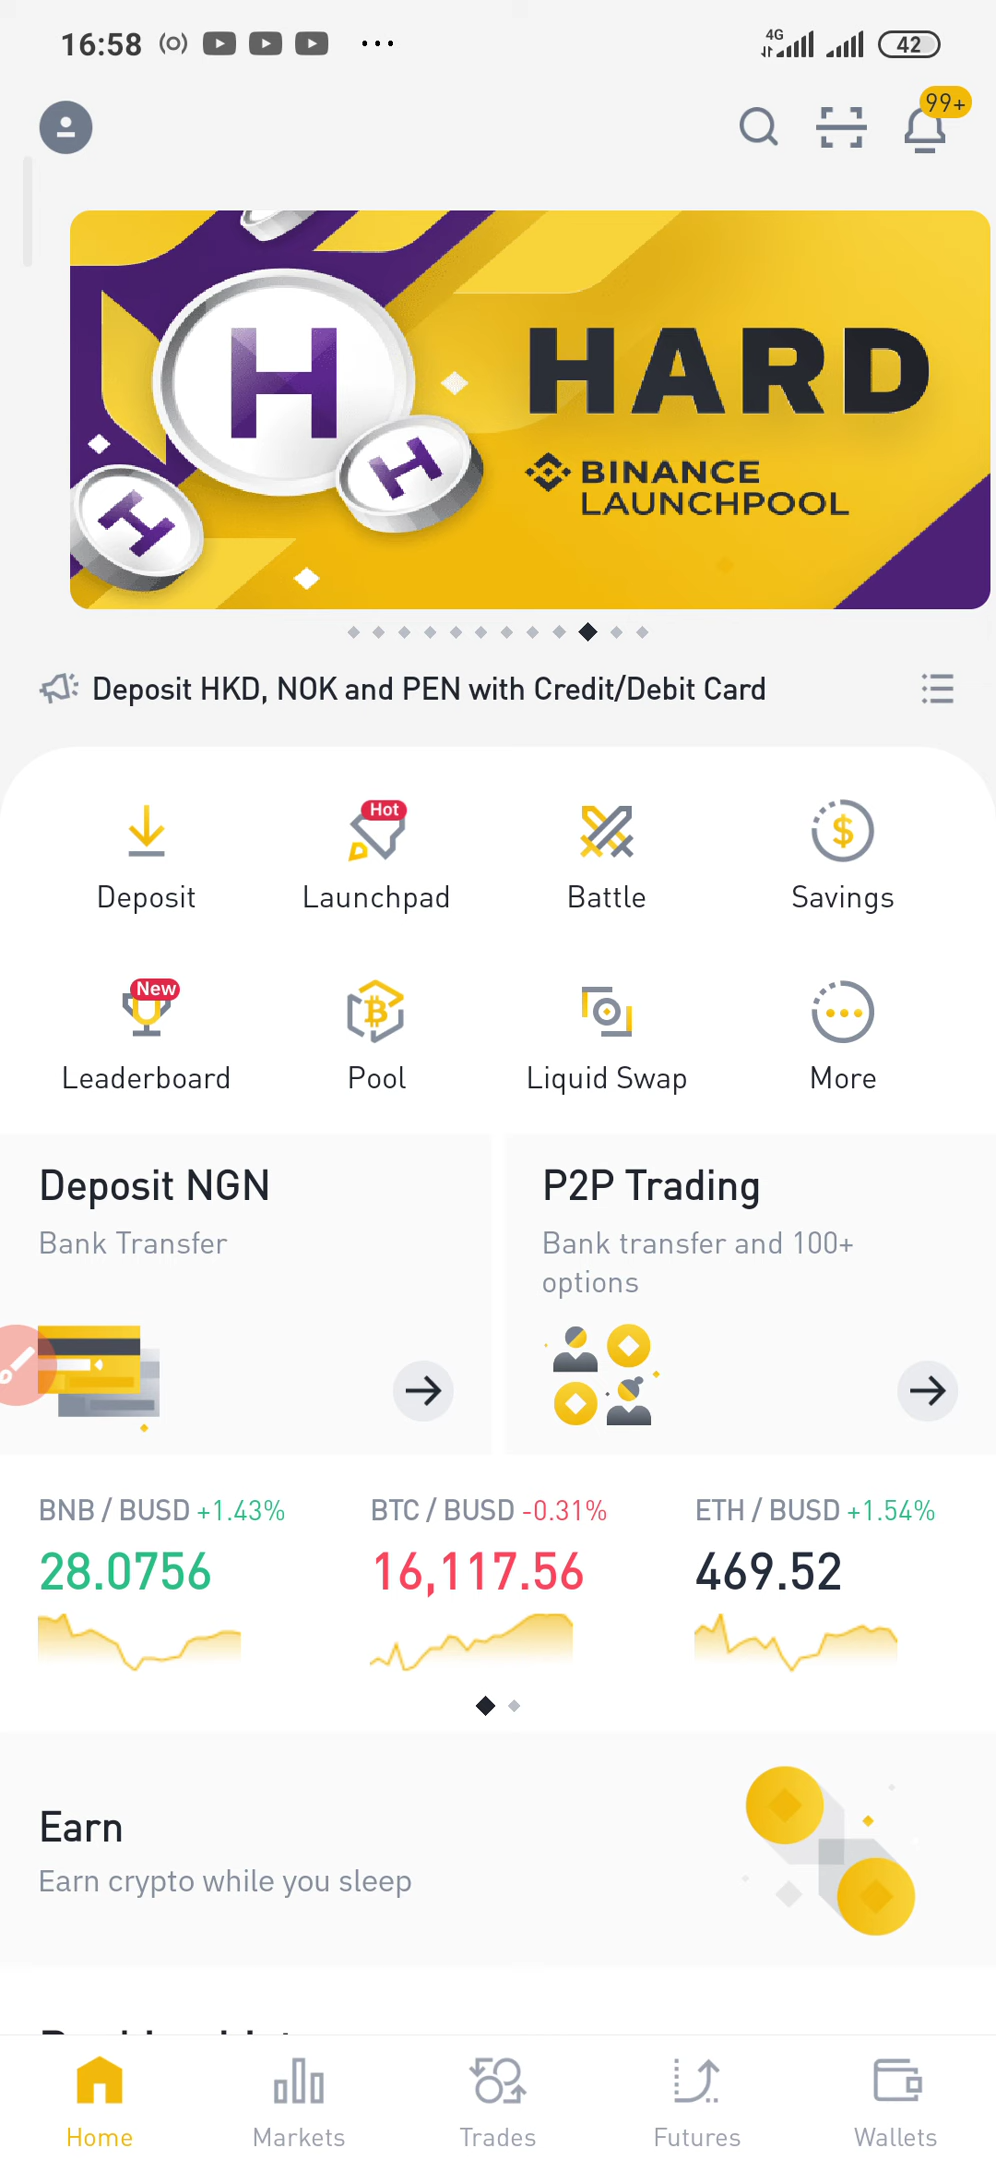 16:58
4G
42
99+
H
H
H
HARD
BINANCE
LAUNCHPOOL
Deposit HKD, NOK and PEN with Credit/Debit Card
Hot
Deposit Launchpad Battle Savings
New
Leaderboard Pool Liquid Swap More
Deposit NGN
Bank Transfer
P2P Trading
Bank transfer and 100+
options
BNB / BUSD +1.43% BTC / BUSD -0.31% ETH / BUSD +1.54%
28.0756 16,117.56 469.52
Earn
Earn crypto while you sleep
Home Markets Trades Futures Wallets